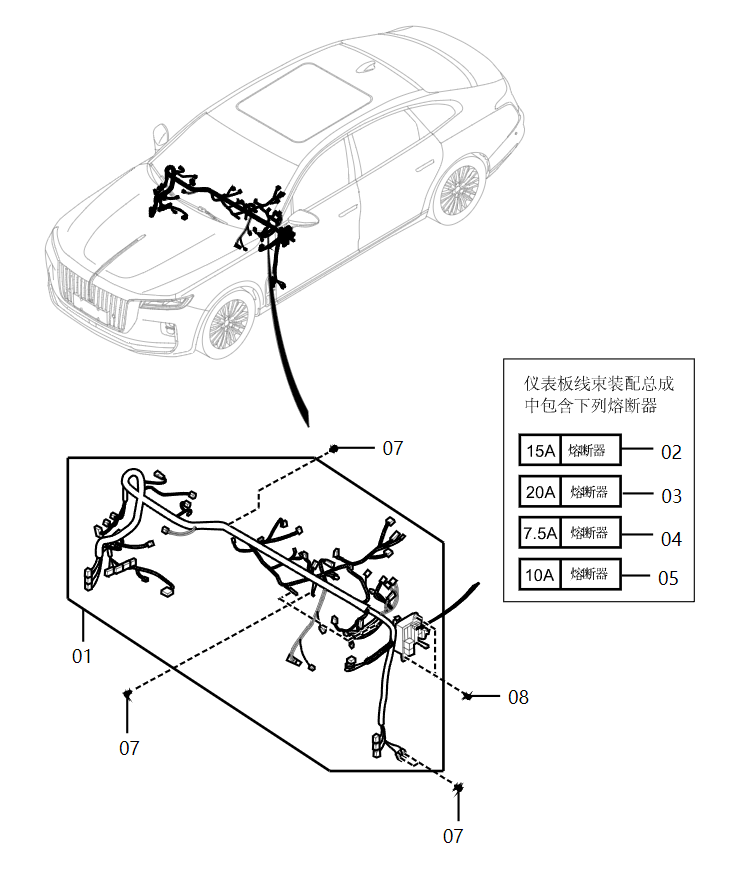 仪表板线束装配总成
中包含下列熔断器
15A 熔断器 02
20A 熔断器 03
7.5A 熔断器 04
10A 熔断器 05
07
01
08
07
07